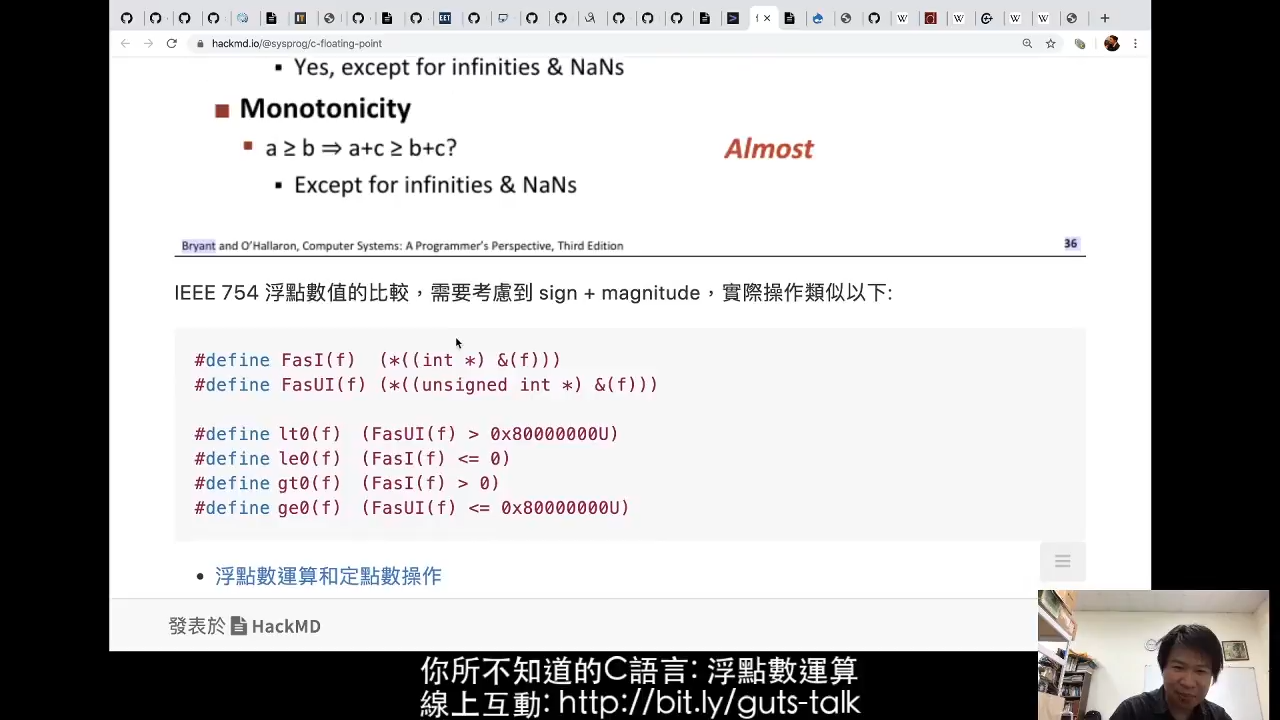 hackmd.io/@sysprog/c-floating-point
▪ Yes, except for infinities & NaNs
■ Monotonicity
▪ a ≥ b ⇒ a+c ≥ b+c?
Almost
▪ Except for infinities & NaNs
Bryant and O'Hallaron, Computer Systems: A Programmer's Perspective, Third Edition
36
IEEE 754 浮點數值的比較，需要考慮到 sign + magnitude，實際操作類似以下:
#define FasI(f)  (*((int *) &(f)))
#define FasUI(f) (*((unsigned int *) &(f)))
#define lt0(f)  (FasUI(f) > 0x80000000U)
#define le0(f)  (FasI(f) <= 0)
#define gt0(f)  (FasI(f) > 0)
#define ge0(f)  (FasUI(f) <= 0x80000000U)
• 浮點數運算和定點數操作
發表於 HackMD
你所不知道的C語言: 浮點數運算
線上互動: http://bit.ly/guts-talk